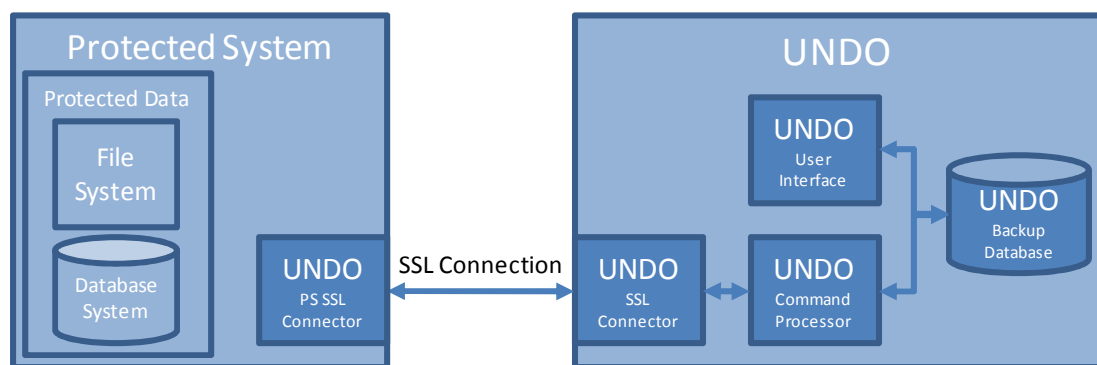 Protected System
Protected Data
File
System
Database
System
UNDO
PS SSL
Connector
SSL Connection
UNDO
UNDO
User
Interface
UNDO
Backup
Database
UNDO
SSL
Connector
UNDO
Command
Processor